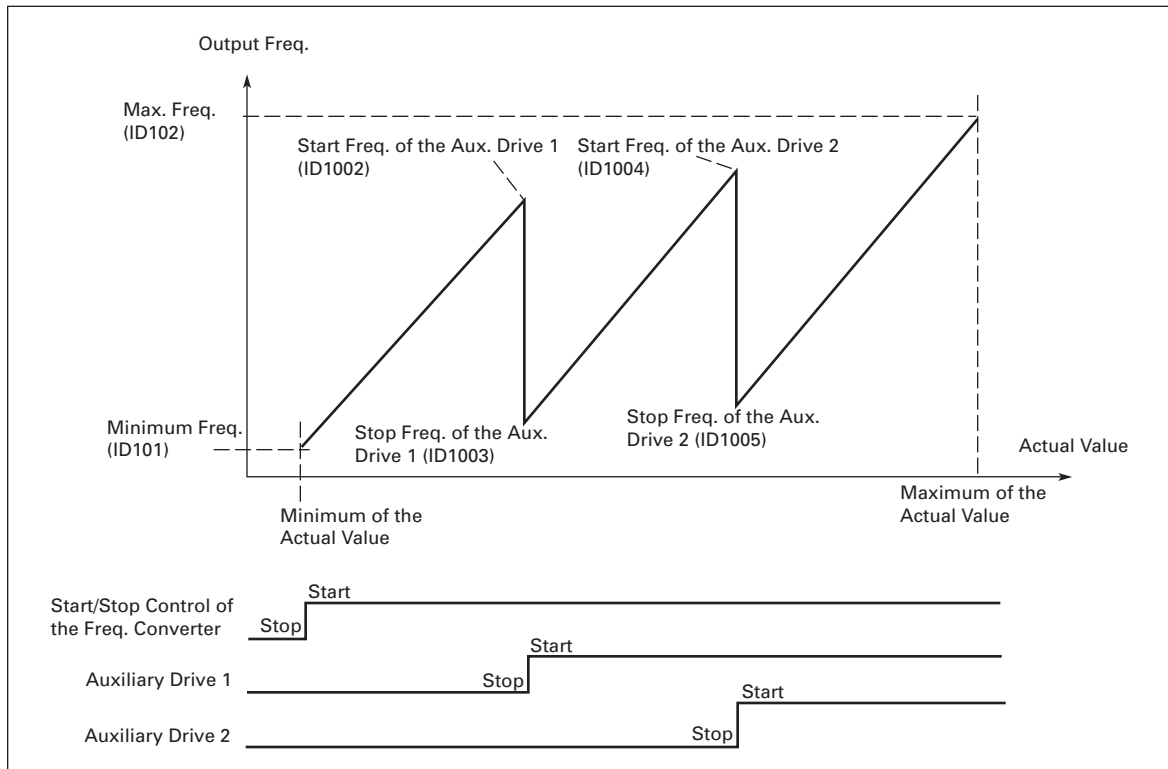 Output Freq.
Max. Freq.
(ID102)
Start Freq. of the Aux. Drive 1
(ID1002)
Start Freq. of the Aux. Drive 2
(ID1004)
Minimum Freq.
(ID101)
Stop Freq. of the Aux.
Drive 1 (ID1003)
Stop Freq. of the Aux.
Drive 2 (ID1005)
Actual Value
Minimum of the
Actual Value
Maximum of the
Actual Value
Start/Stop Control of
the Freq. Converter
Stop
Start
Auxiliary Drive 1
Stop
Start
Auxiliary Drive 2
Stop
Start